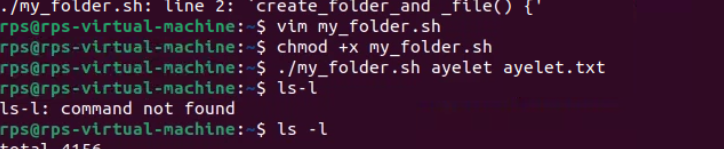 ./my_folder.sh: line 2: `create_folder_and _file() {'
rps@rps-virtual-machine:~$ vim my_folder.sh
rps@rps-virtual-machine:~$ chmod +x my_folder.sh
rps@rps-virtual-machine:~$ ./my_folder.sh ayelet ayelet.txt
rps@rps-virtual-machine:~$ ls-l
ls-l: command not found
rps@rps-virtual-machine:~$ ls -l
total 4156